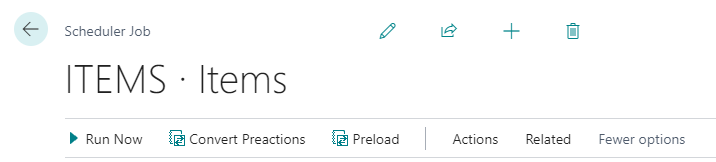 Scheduler Job
ITEMS · Items
Run Now Convert Preactions Preload Actions Related Fewer options